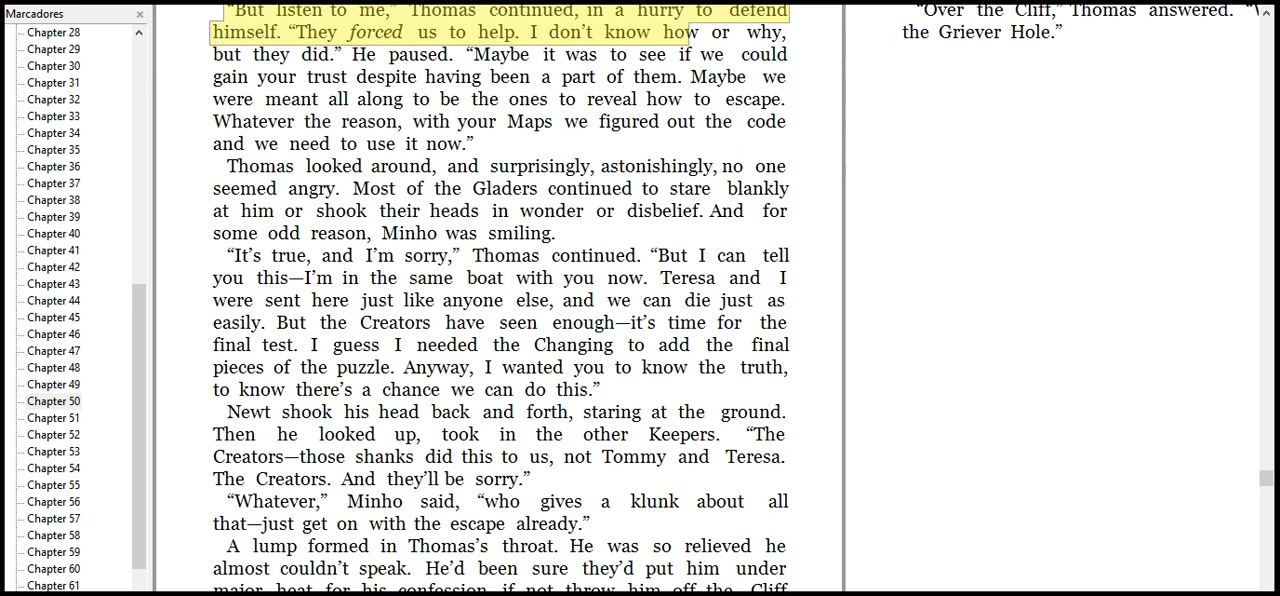 Marcadores
Chapter 28
Chapter 29
Chapter 30
Chapter 31
Chapter 32
Chapter 33
Chapter 34
Chapter 35
Chapter 36
Chapter 37
Chapter 38
Chapter 39
Chapter 40
Chapter 41
Chapter 42
Chapter 43
Chapter 44
Chapter 45
Chapter 46
Chapter 47
Chapter 48
Chapter 49
Chapter 50
Chapter 51
Chapter 52
Chapter 53
Chapter 54
Chapter 55
Chapter 56
Chapter 57
Chapter 58
Chapter 59
Chapter 60
Chapter 61
“But listen to me,” Thomas continued, in a hurry to defend
himself. “They forced us to help. I don’t know how or why,
but they did.” He paused. “Maybe it was to see if we could
gain your trust despite having been a part of them. Maybe we
were meant all along to be the ones to reveal how to escape.
Whatever the reason, with your Maps we figured out the code
and we need to use it now.”
Thomas looked around, and surprisingly, astonishingly, no one
seemed angry. Most of the Gladers continued to stare blankly
at him or shook their heads in wonder or disbelief. And for
some odd reason, Minho was smiling.
“It’s true, and I’m sorry,” Thomas continued. “But I can tell
you this—I’m in the same boat with you now. Teresa and I
were sent here just like anyone else, and we can die just as
easily. But the Creators have seen enough—it’s time for the
final test. I guess I needed the Changing to add the final
pieces of the puzzle. Anyway, I wanted you to know the truth,
to know there’s a chance we can do this.”
Newt shook his head back and forth, staring at the ground.
Then he looked up, took in the other Keepers. “The
Creators—those shanks did this to us, not Tommy and Teresa.
The Creators. And they’ll be sorry.”
“Whatever,” Minho said, “who gives a klunk about all
that—just get on with the escape already.”
A lump formed in Thomas’s throat. He was so relieved he
almost couldn’t speak. He’d been sure they’d put him under
major heat for his confession, if not throw him off the Cliff
“Over the Cliff,” Thomas answered.
the Griever Hole.”